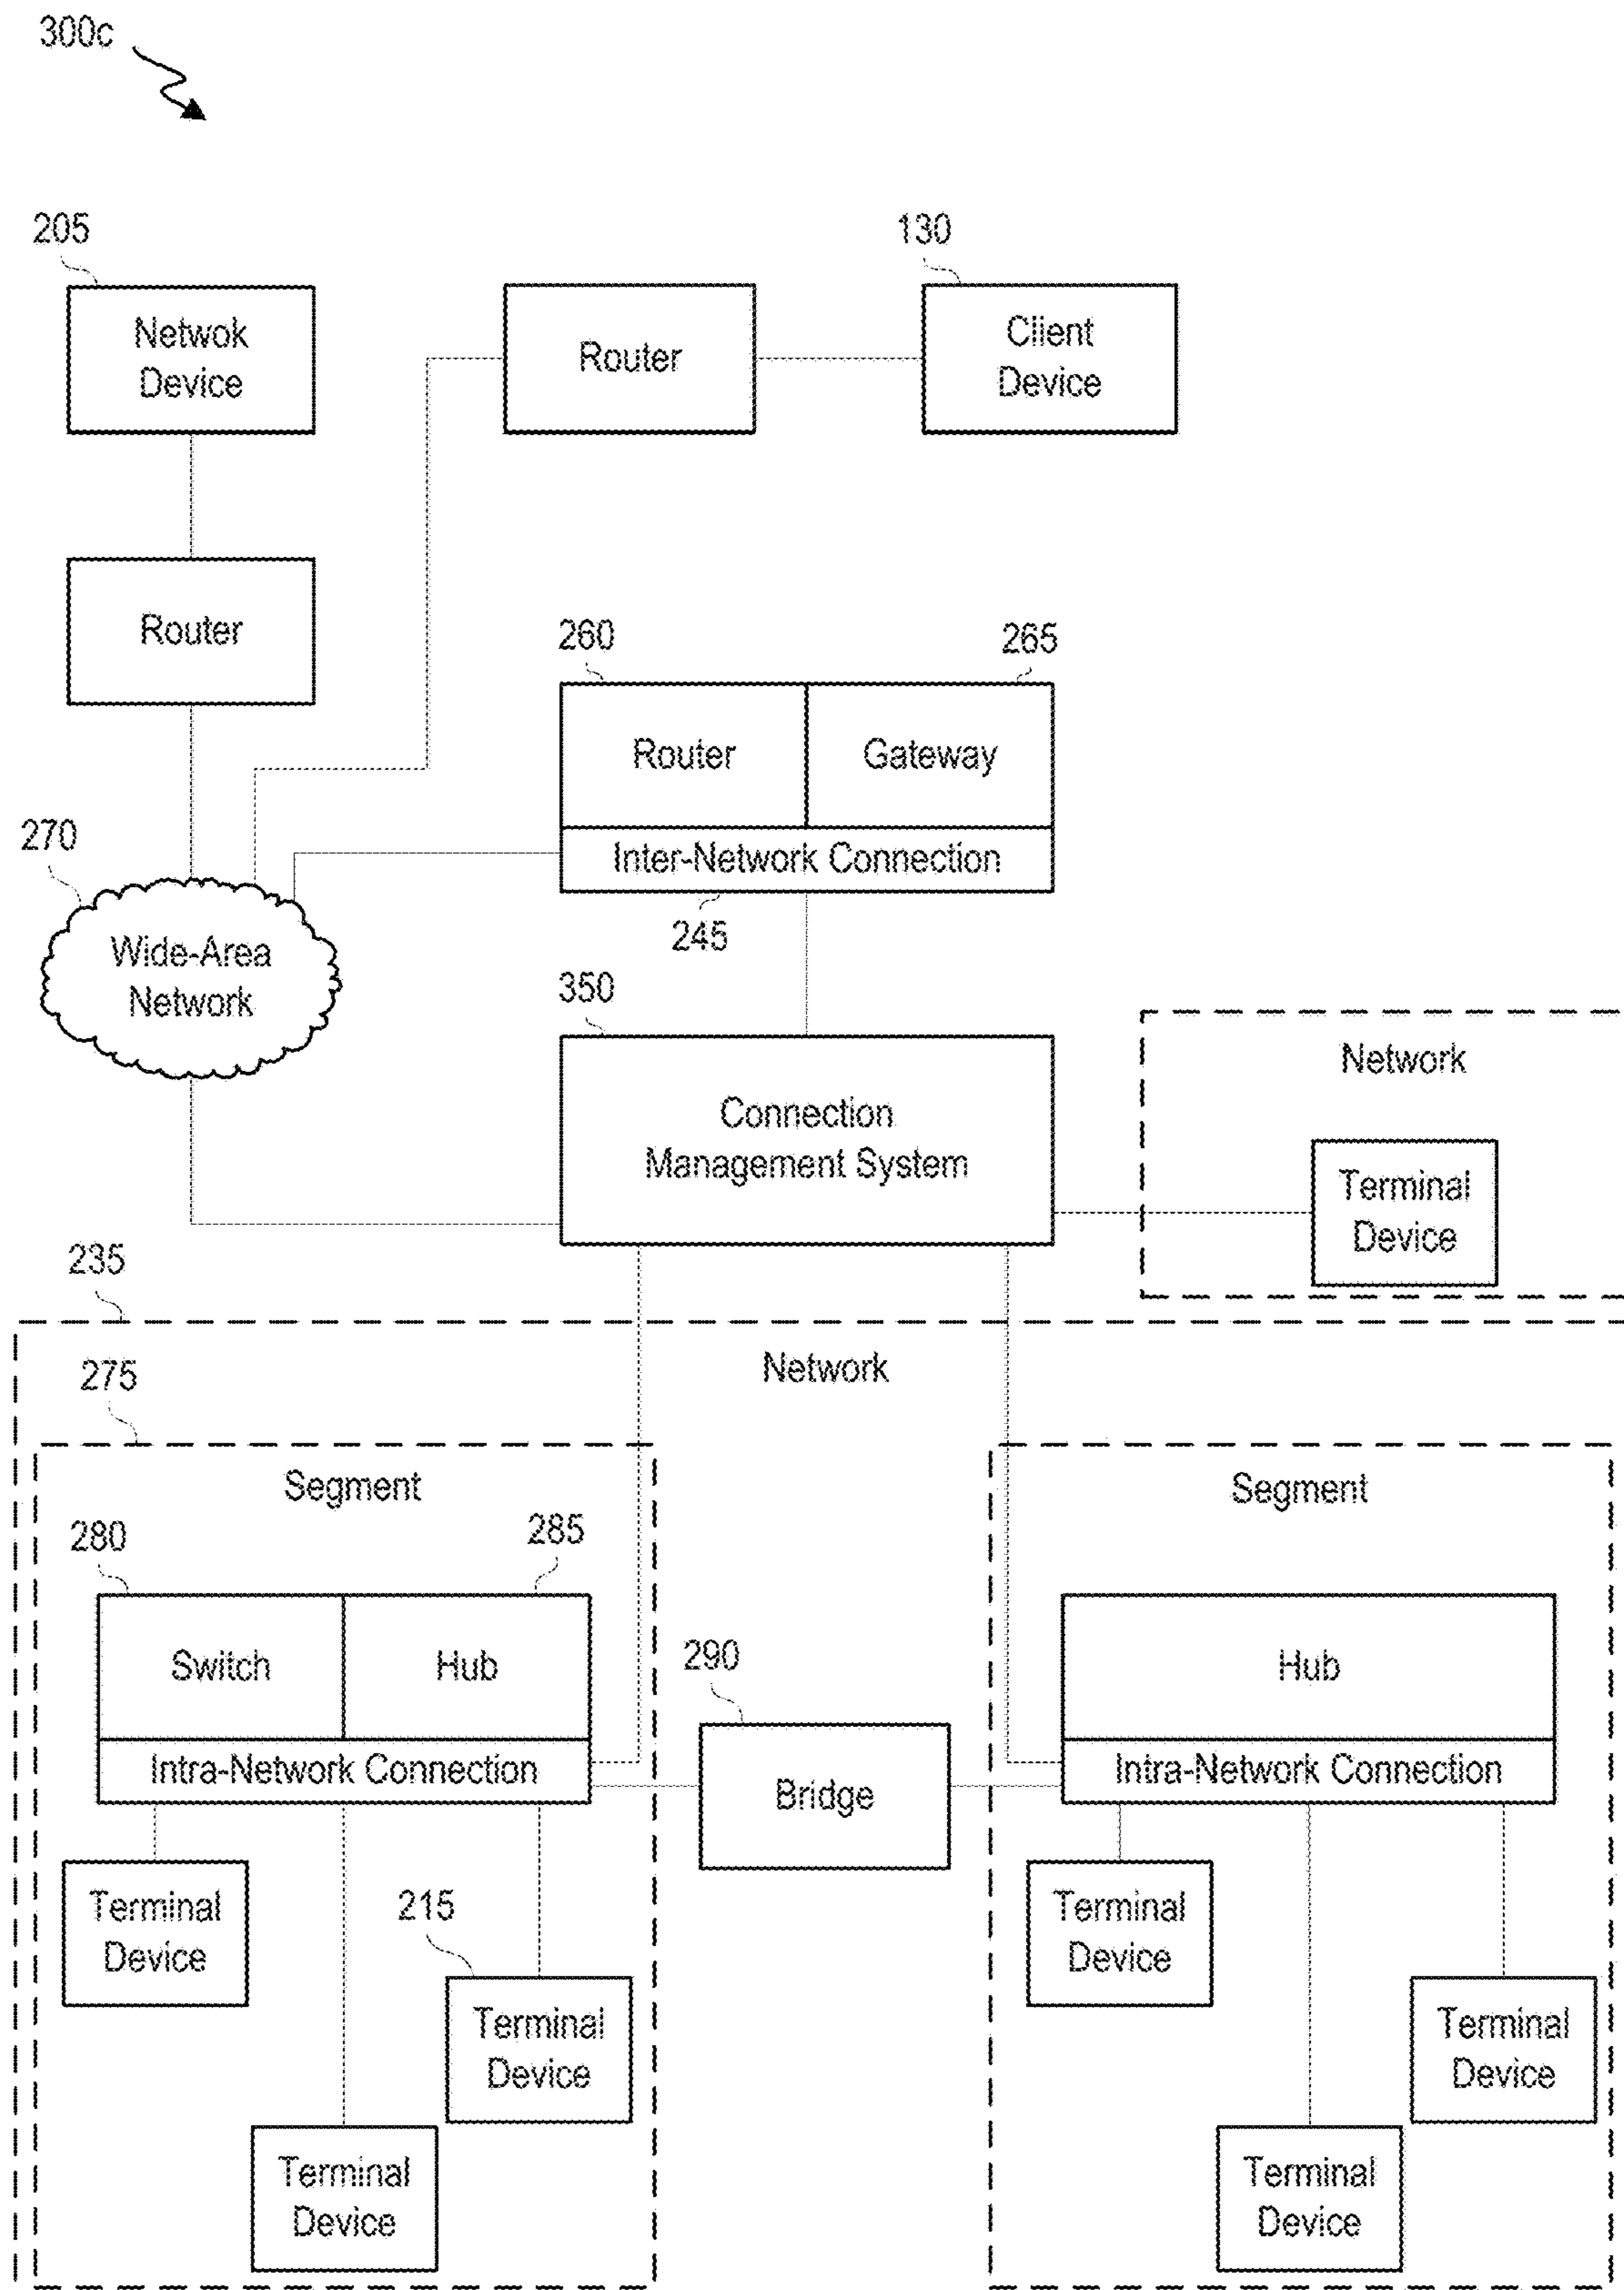 300c
205
130
Netwok
Device
Router
Client
Device
Router
260
265
Router
Gateway
Inter-Network Connection
245
270
Wide-Area
Network
350
Connection
Management System
Network
Terminal
Device
235
Network
275
Segment
Segment
280
285
Switch
Hub
Intra-Network Connection
290
Bridge
Hub
Intra-Network Connection
Terminal
Device
215
Terminal
Device
Terminal
Device
Terminal
Device
Terminal
Device
Terminal
Device